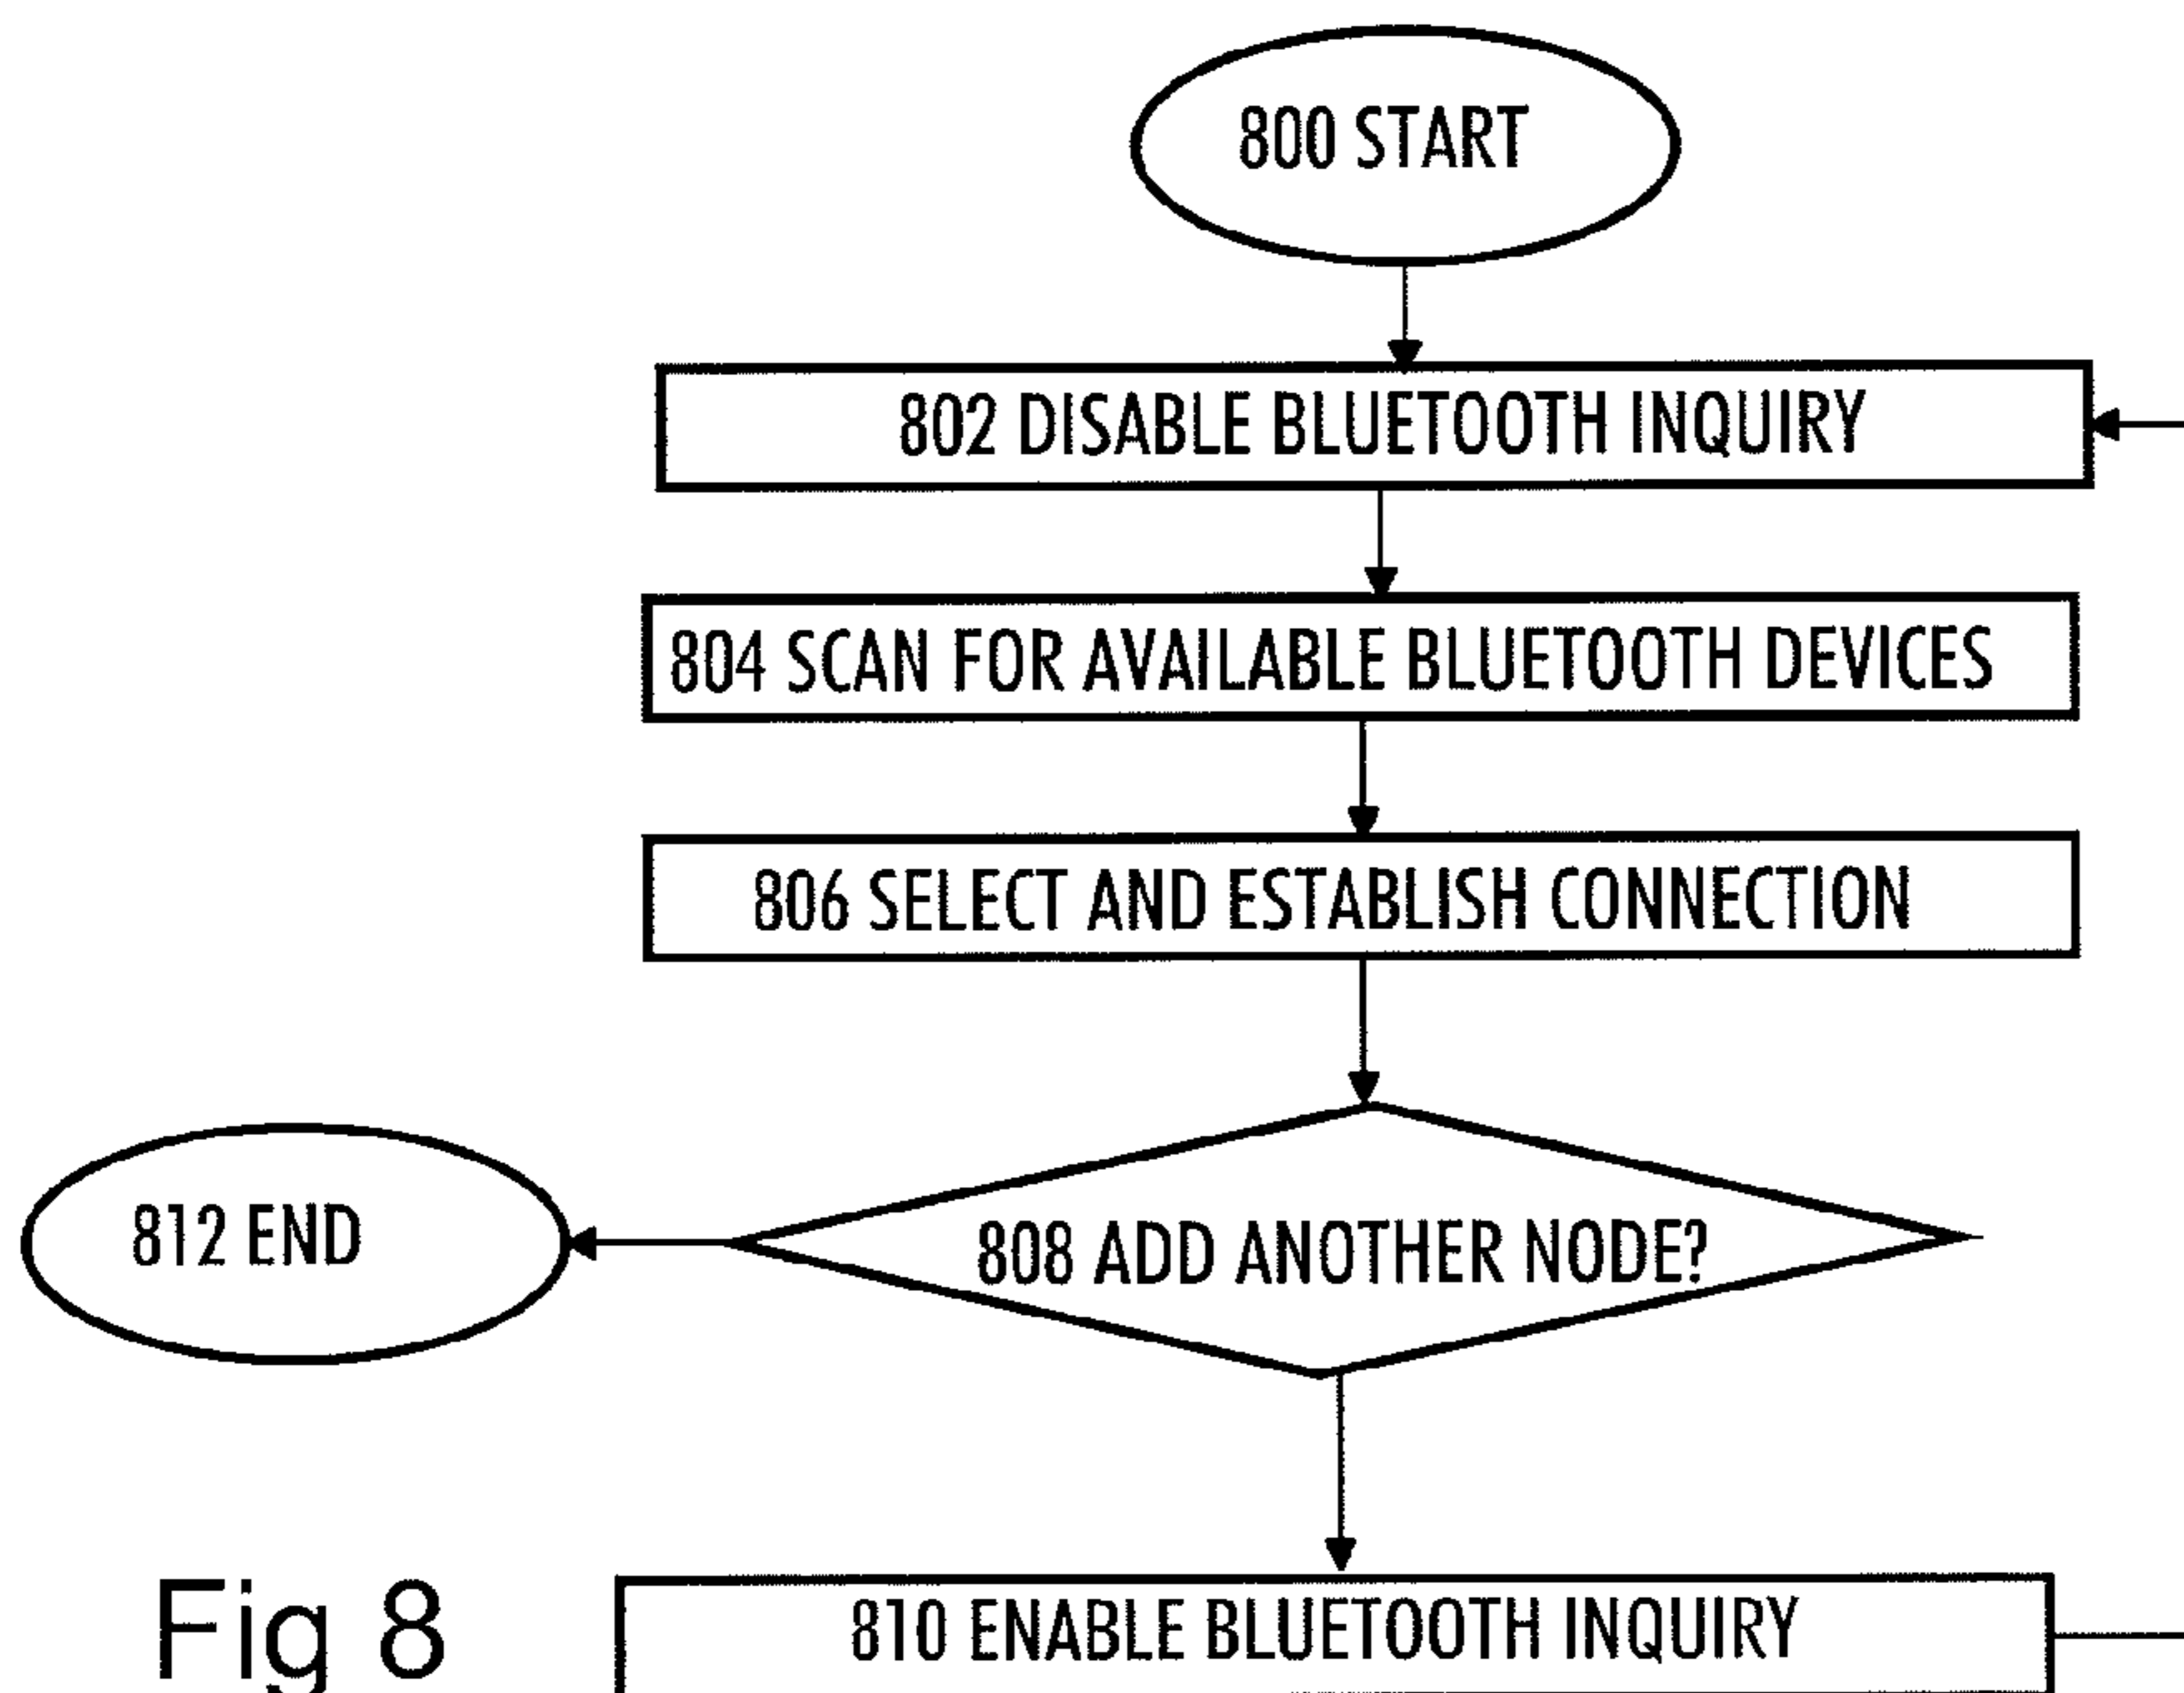 800 START
802 DISABLE BLUETOOTH INQUIRY
804 SCAN FOR AVAILABLE BLUETOOTH DEVICES
806 SELECT AND ESTABLISH CONNECTION
812 END
808 ADD ANOTHER NODE?
810 ENABLE BLUETOOTH INQUIRY
Fig 8